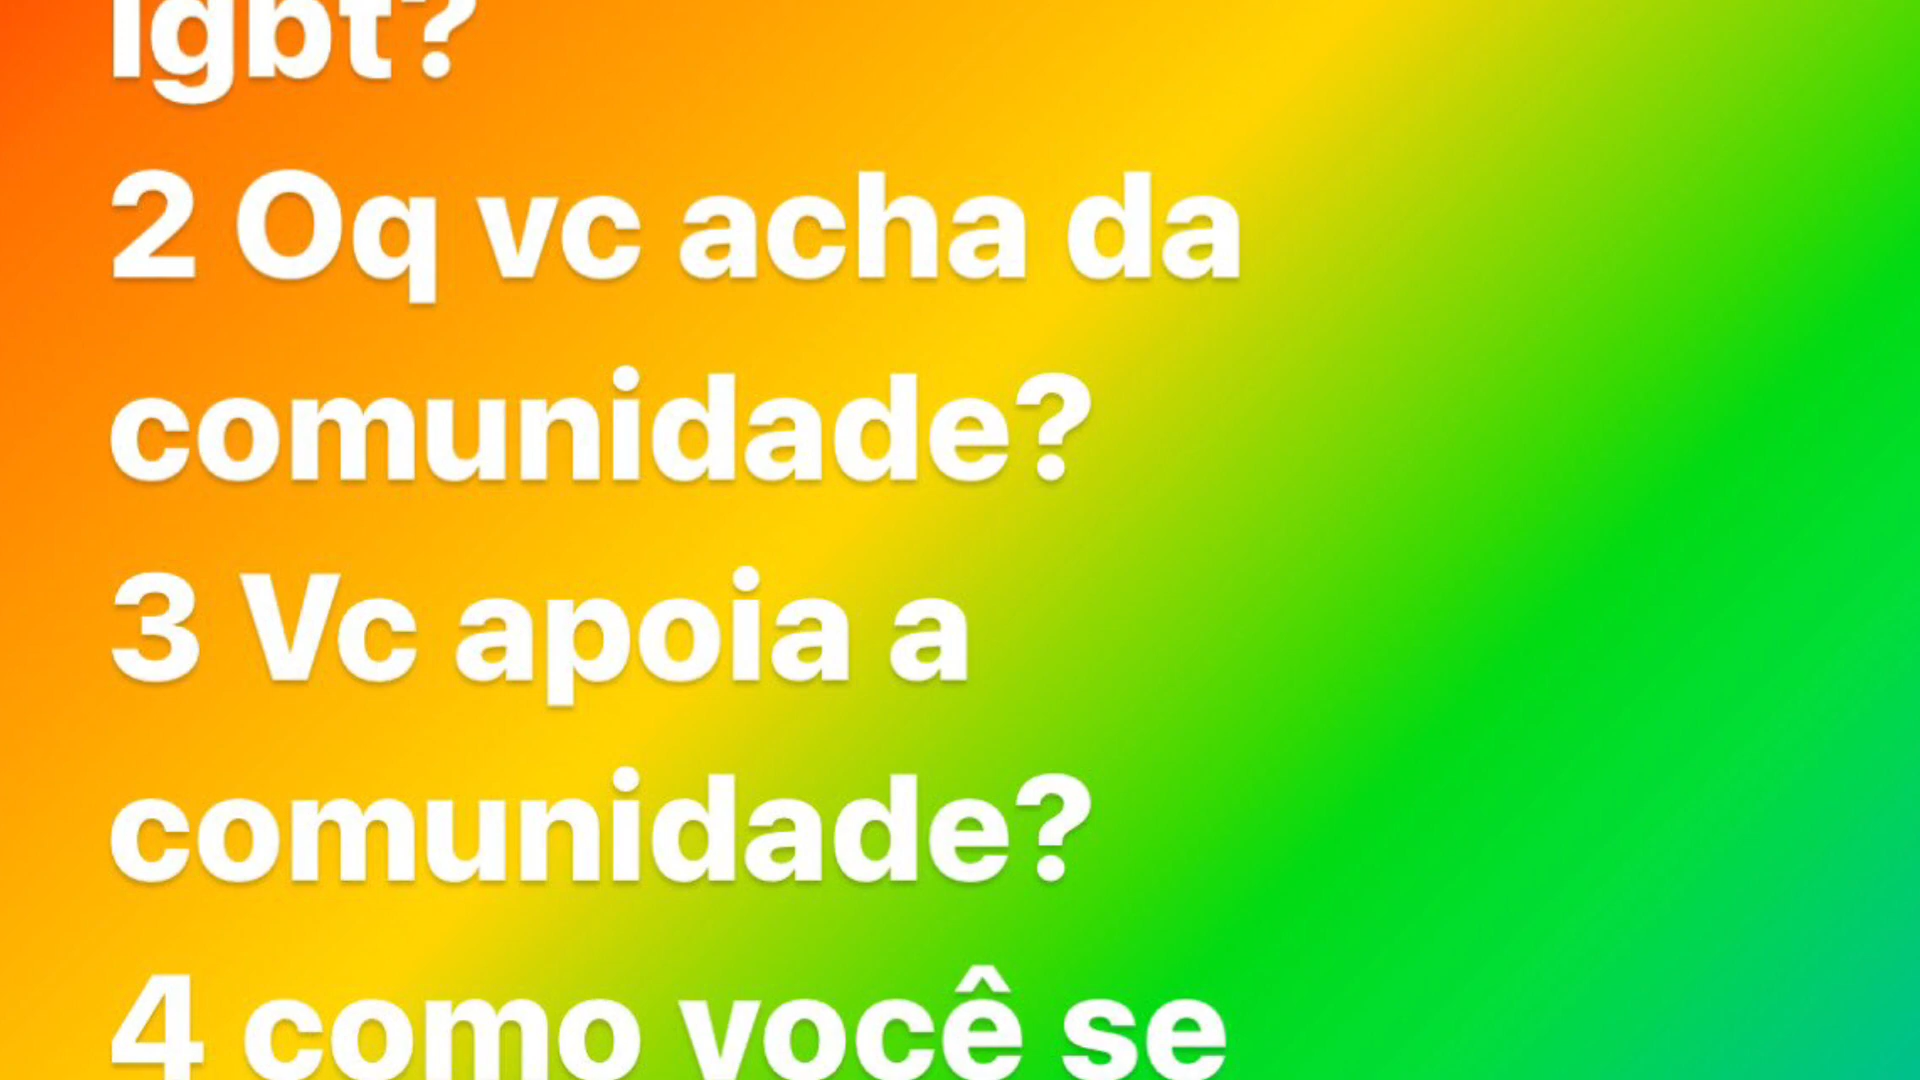 lgbt?
2 Oq vc acha da
comunidade?
3 Vc apoia a
comunidade?
4 como você se